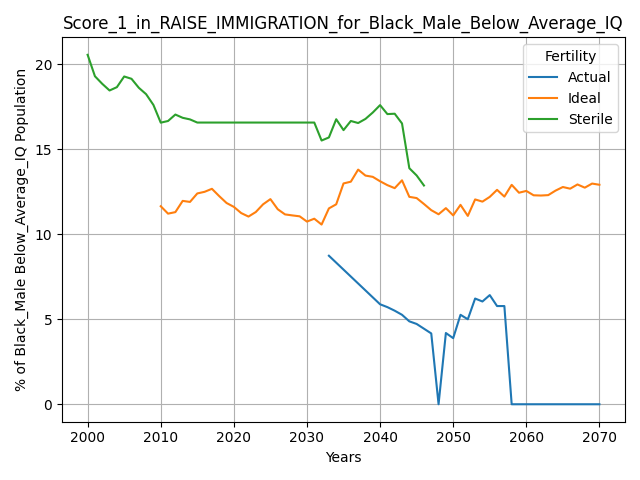 Score_1_in_RAISE_IMMIGRATION_for_Black_Male_Below_Average_IQ
% of Black_Male Below_Average_IQ Population
20
15
10
5
0
Fertility
Actual
Ideal
Sterile
2000 2010 2020 2030 2040 2050 2060 2070
Years